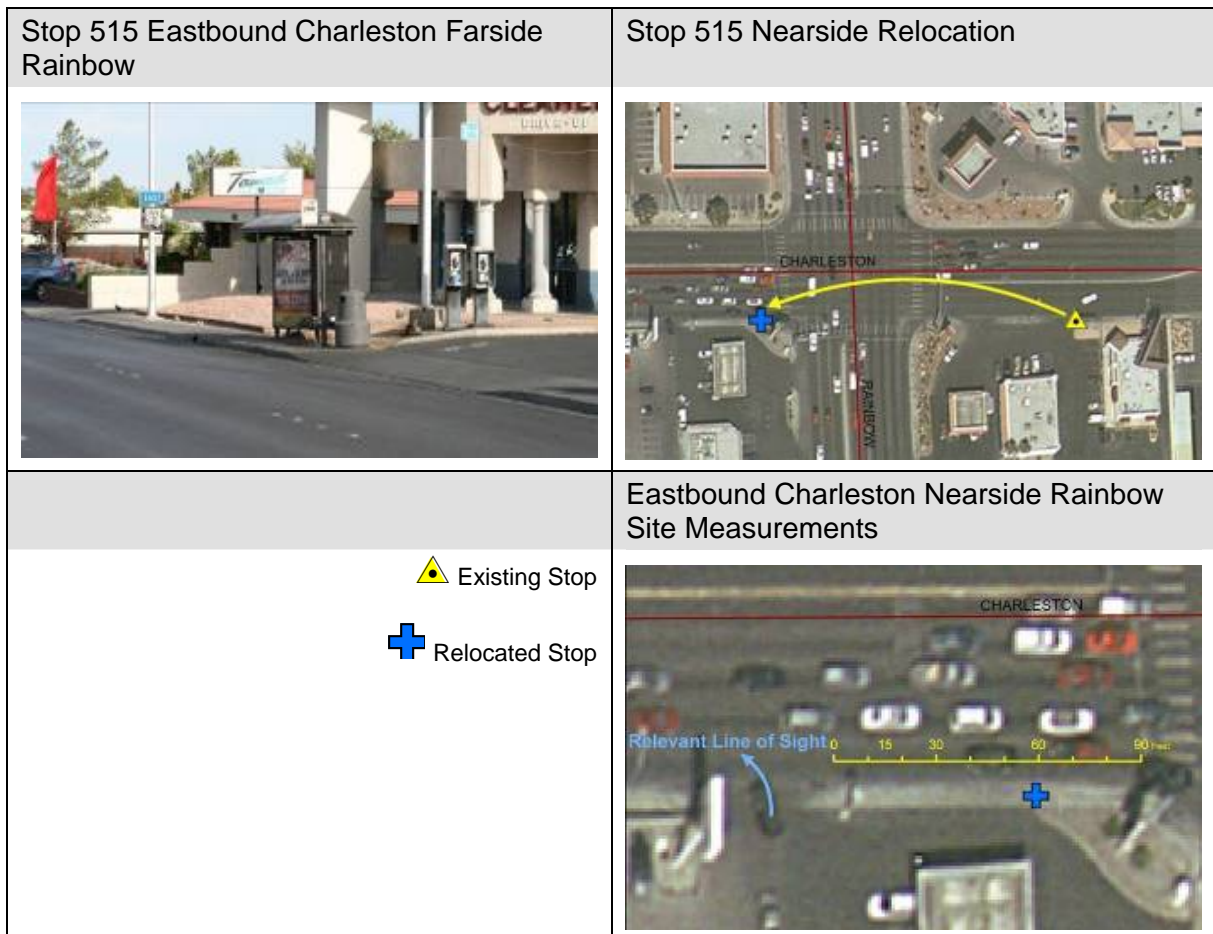 Stop 515 Eastbound Charleston Farside
Rainbow
Stop 515 Nearside Relocation
CHARLESTON
RAINBOW
Eastbound Charleston Nearside Rainbow
Site Measurements
Existing Stop
Relocated Stop
CHARLESTON
Relevant Line of Sight
0 15 30 60 90 Feet